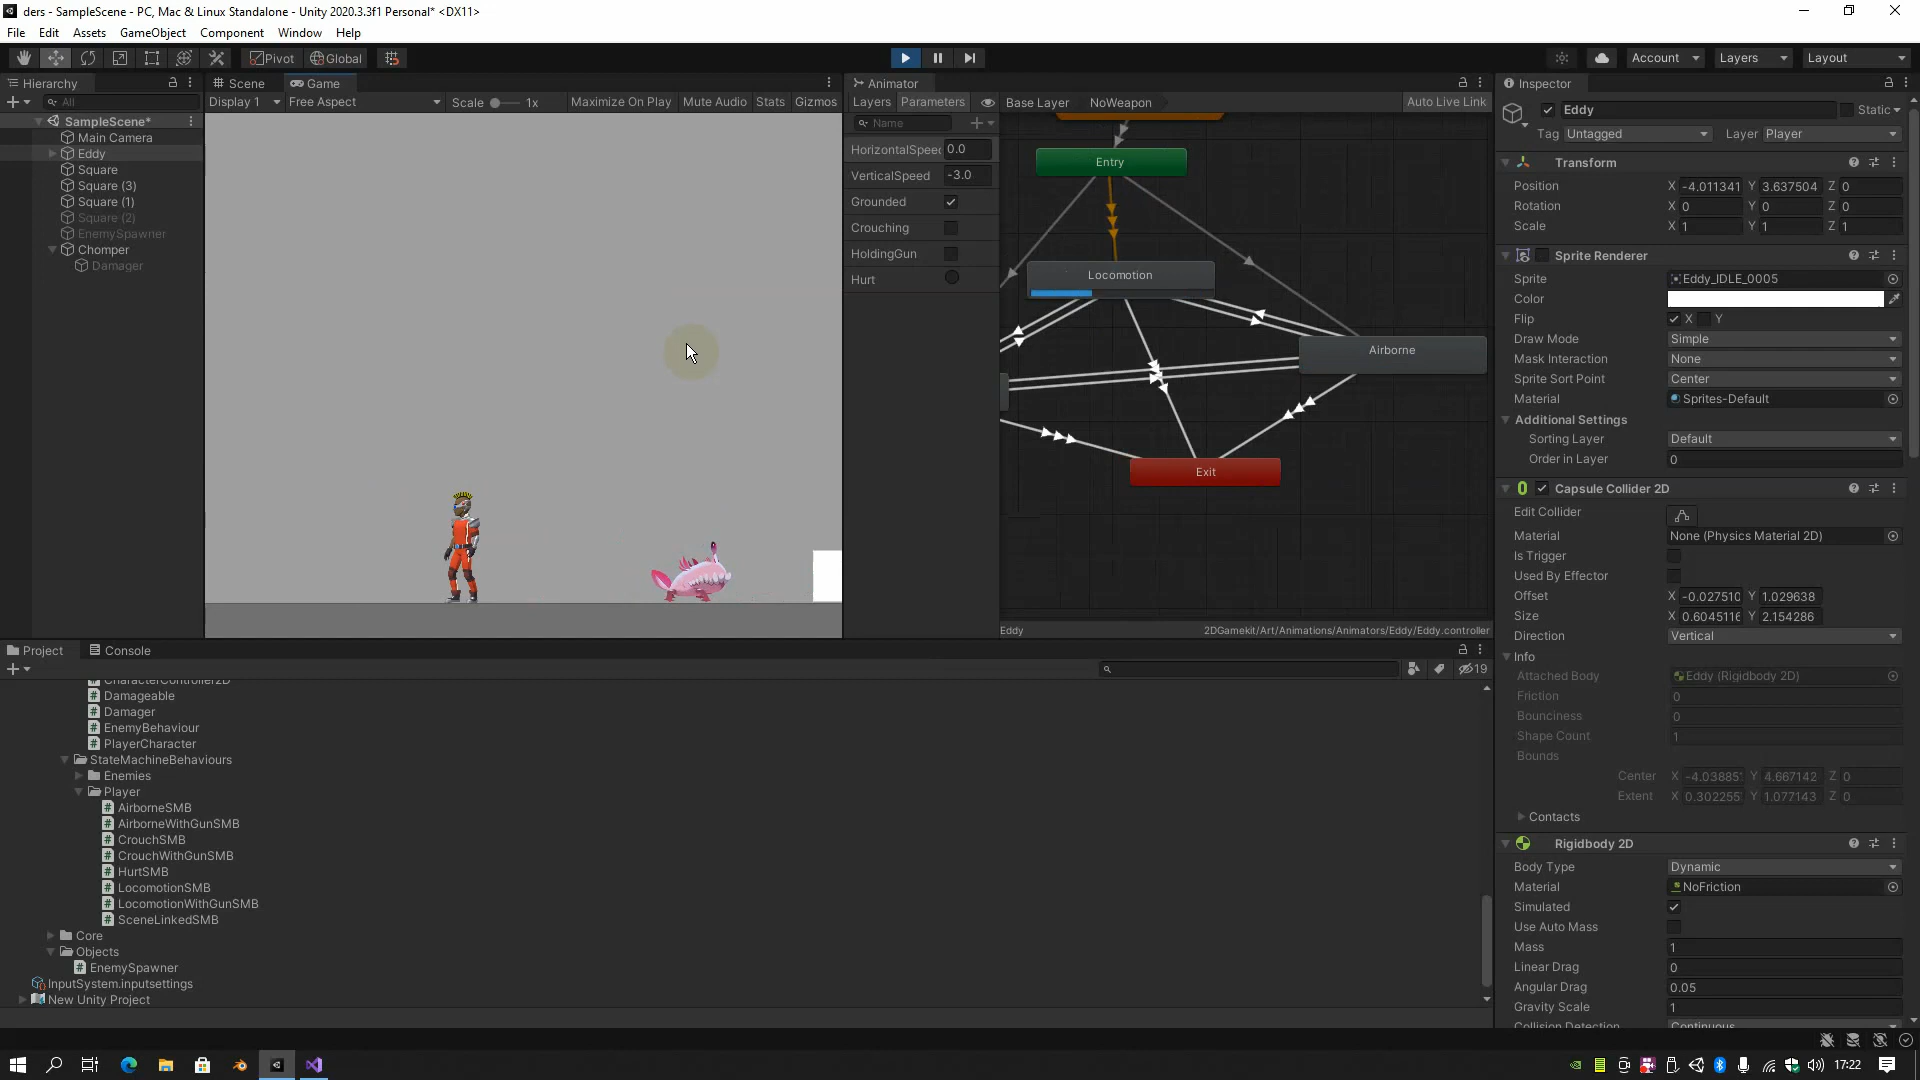 ders - SampleScene - PC, Mac & Linux Standalone - Unity 2020.3.3f1 Personal* <DX11>
File Edit Assets GameObject Component Window Help
Pivot Global
Account Layers Layout
Hierarchy
All
SampleScene*
Main Camera
Eddy
Square
Square (3)
Square (1)
Square (2)
EnemySpawner
Chomper
Damager
Scene Game
Display 1 Free Aspect Scale 1x Maximize On Play Mute Audio Stats Gizmos
Animator
Layers Parameters Base Layer NoWeapon Auto Live Link
Name
HorizontalSpeed 0.0
VerticalSpeed -3.0
Grounded
Crouching
HoldingGun
Hurt
Entry
Locomotion
Airborne
Exit
Eddy 2DGamekit/Art/Animations/Animators/Eddy/Eddy.controller
Inspector
Eddy Static
Tag Untagged Layer Player
Transform
Position X -4.011341 Y 3.637504 Z 0
Rotation X 0 Y 0 Z 0
Scale X 1 Y 1 Z 1
Sprite Renderer
Sprite Eddy_IDLE_0005
Color
Flip X Y
Draw Mode Simple
Mask Interaction None
Sprite Sort Point Center
Material Sprites-Default
Additional Settings
Sorting Layer Default
Order in Layer 0
Capsule Collider 2D
Edit Collider
Material None (Physics Material 2D)
Is Trigger
Used By Effector
Offset X -0.027510 Y 1.029638
Size X 0.6045116 Y 2.154286
Direction Vertical
Info
Attached Body Eddy (Rigidbody 2D)
Friction 0
Bounciness 0
Shape Count 1
Bounds
Center X -4.03885 Y 4.667142 Z 0
Extent X 0.302255 Y 1.077143 Z 0
Contacts
Rigidbody 2D
Body Type Dynamic
Material NoFriction
Simulated
Use Auto Mass
Mass 1
Linear Drag 0
Angular Drag 0.05
Gravity Scale 1
Collision Detection Continuous
Project Console
19
CharacterController2D
Damageable
Damager
EnemyBehaviour
PlayerCharacter
StateMachineBehaviours
Enemies
Player
AirborneSMB
AirborneWithGunSMB
CrouchSMB
CrouchWithGunSMB
HurtSMB
LocomotionSMB
LocomotionWithGunSMB
SceneLinkedSMB
Core
Objects
EnemySpawner
InputSystem.inputsettings
New Unity Project
17:22